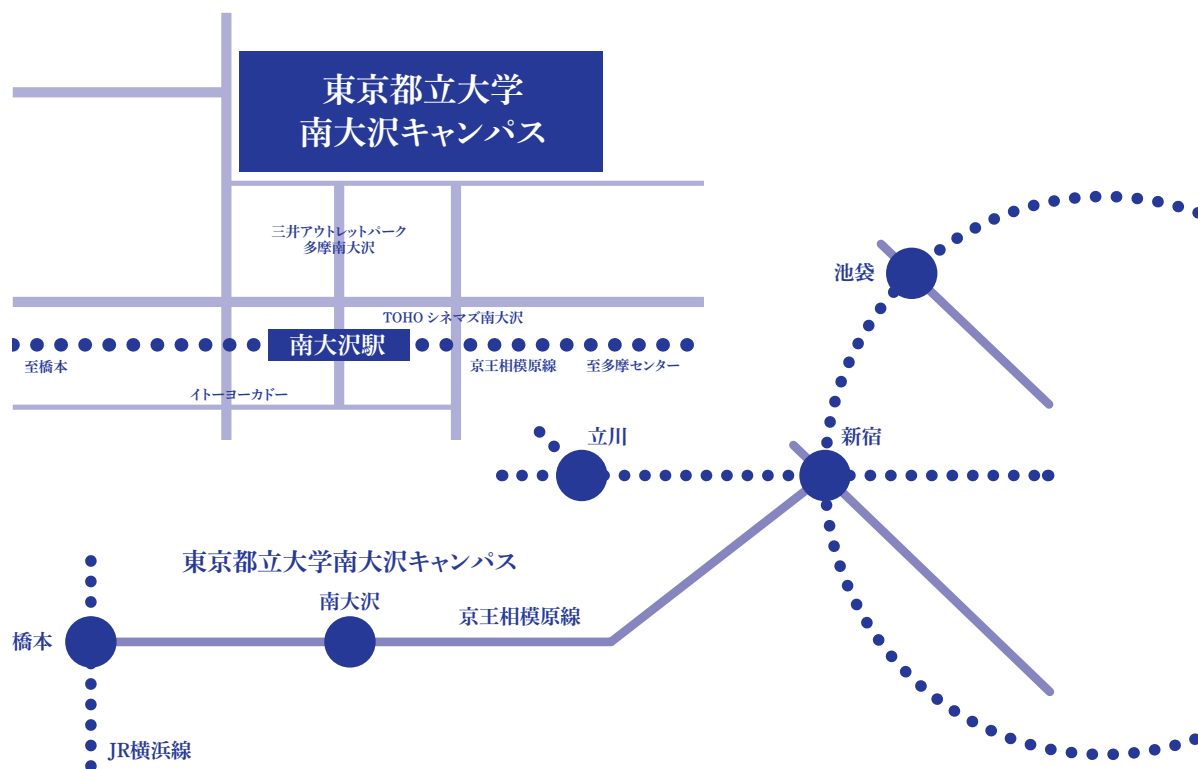 東京都立大学
南大沢キャンパス
三井アウトレットパーク
多摩南大沢
TOHO シネマズ南大沢
南大沢駅
至橋本
京王相模原線
至多摩センター
イトーヨーカドー
池袋
立川
新宿
東京都立大学南大沢キャンパス
南大沢
京王相模原線
橋本
JR横浜線